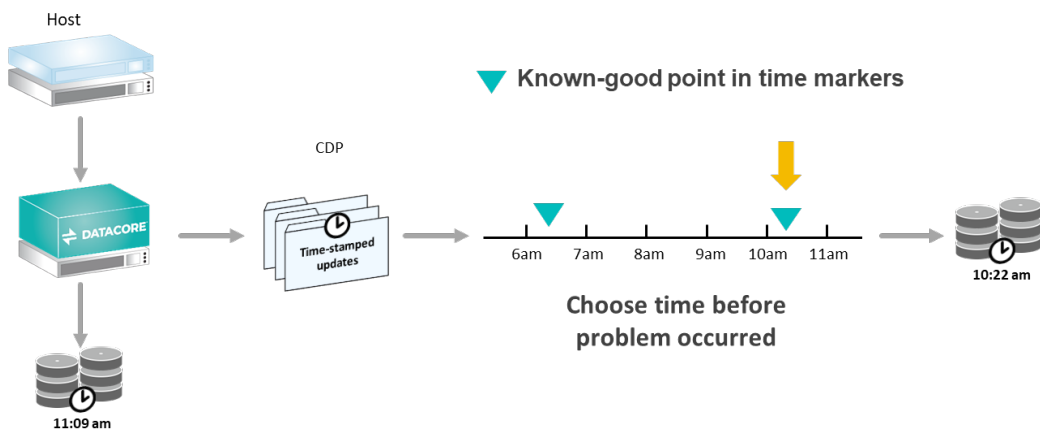 Host
Known-good point in time markers
CDP
DATACORE
Time-stamped
updates
6am 7am 8am 9am 10am 11am
10:22 am
Choose time before
problem occurred
11:09 am